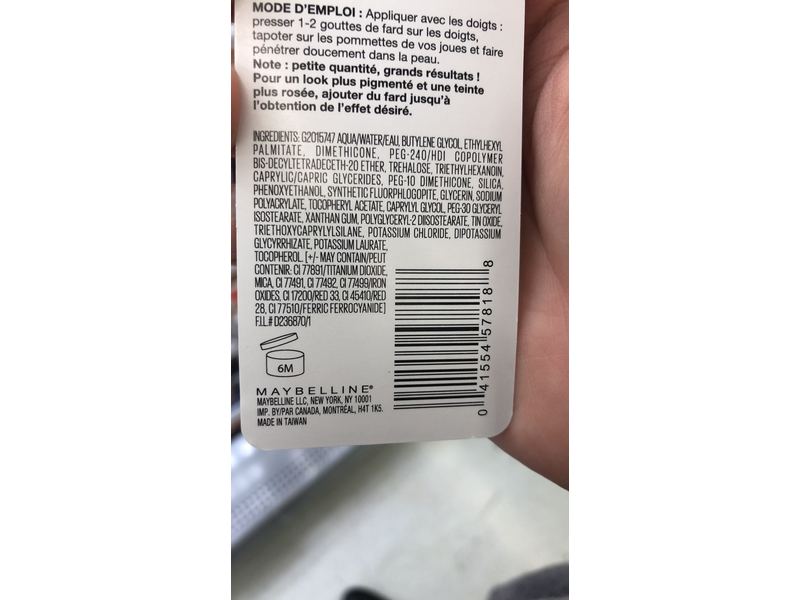 MODE D'EMPLOI : Appliquer avec les doigts :
presser 1-2 gouttes de fard sur les doigts,
tapoter sur les pommettes de vos joues et faire
pénétrer doucement dans la peau.
Note : petite quantité, grands résultats !
Pour un look plus pigmenté et une teinte
plus rosée, ajouter du fard jusqu'à
l'obtention de l'effet désiré.
INGREDIENTS: G2015747 AQUA/WATER/EAU, BUTYLENE GLYCOL, ETHYLHEXYL
PALMITATE, DIMETHICONE, PEG-240/HDI COPOLYMER
BIS-DECYLTETRADECETH-20 ETHER, TREHALOSE, TRIETHYLHEXANOIN,
CAPRYLIC/CAPRIC GLYCERIDES, PEG-10 DIMETHICONE, SILICA,
PHENOXYETHANOL, SYNTHETIC FLUORPHLOGOPITE, GLYCERIN, SODIUM
POLYACRYLATE, TOCOPHERYL ACETATE, CAPRYLYL GLYCOL, PEG-30 GLYCERYL
ISOSTEARATE, XANTHAN GUM, POLYGLYCERYL-2 DIISOSTEARATE, TIN OXIDE,
TRIETHOXYCAPRYLYLSILANE, POTASSIUM CHLORIDE, DIPOTASSIUM
GLYCYRRHIZATE, POTASSIUM LAURATE,
TOCOPHEROL. [+/- MAY CONTAIN/PEUT
CONTENIR: CI 77891/TITANIUM DIOXIDE,
MICA, CI 77491, CI 77492, CI 77499/IRON
OXIDES, CI 17200/RED 33, CI 45410/RED
28, CI 77510/FERRIC FERROCYANIDE]
F.I.L.# D236870/1
6M
MAYBELLINE®
MAYBELLINE LLC, NEW YORK, NY 10001
IMP. BY/PAR CANADA, MONTRÉAL, H4T 1K5.
MADE IN TAIWAN
0 41554 57818 8